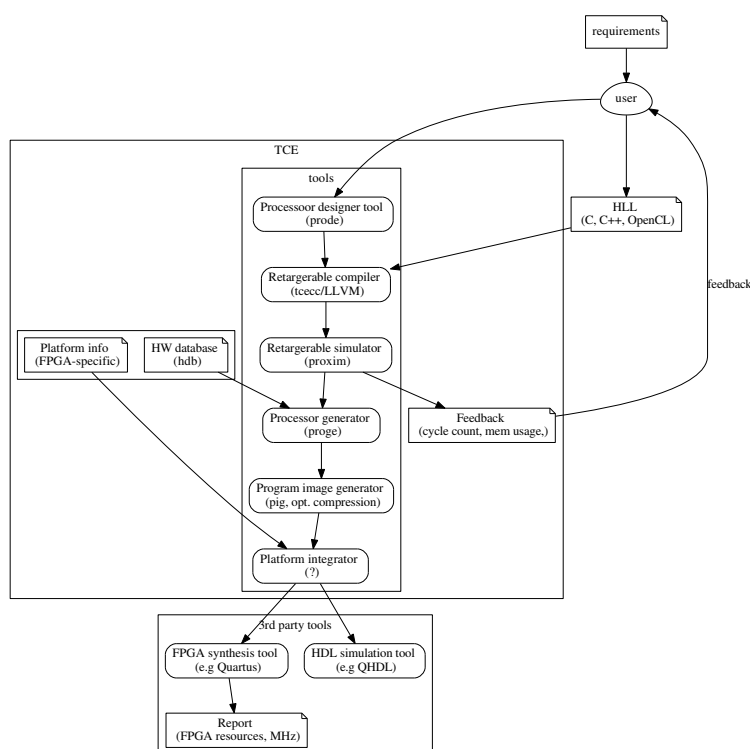 requirements
user
TCE
tools
Processoor designer tool
(prode)
HLL
(C, C++, OpenCL)
Retargerable compiler
(tcecc/LLVM)
feedback
Platform info
(FPGA-specific)
HW database
(hdb)
Retargerable simulator
(proxim)
Processor generator
(proge)
Feedback
(cycle count, mem usage,)
Program image generator
(pig, opt. compression)
Platform integrator
(?)
3rd party tools
FPGA synthesis tool
(e.g Quartus)
HDL simulation tool
(e.g QHDL)
Report
(FPGA resources, MHz)